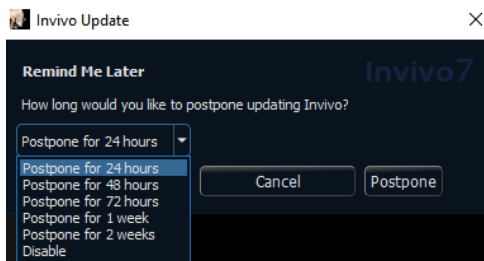 Invivo Update
Remind Me Later
Invivo7
How long would you like to postpone updating Invivo?
Postpone for 24 hours
Cancel
Postpone
Postpone for 24 hours
Postpone for 48 hours
Postpone for 72 hours
Postpone for 1 week
Postpone for 2 weeks
Disable